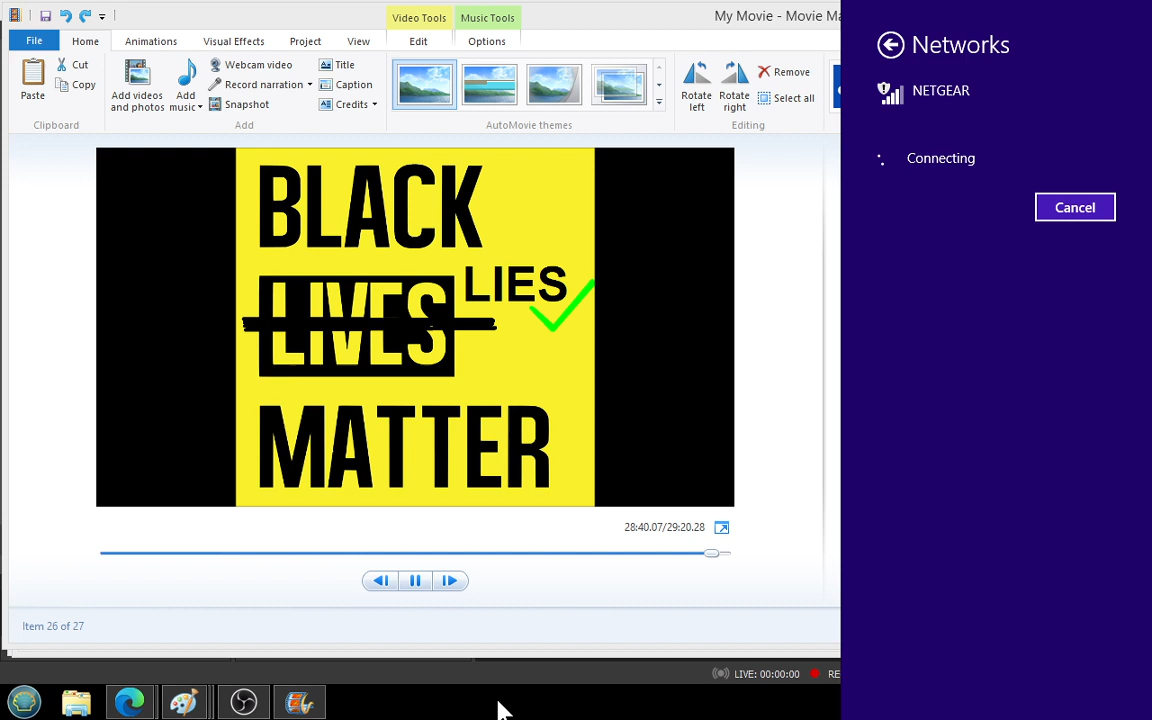 Video Tools
Music Tools
My Movie - Movie Ma
File
Home
Animations
Visual Effects
Project
View
Edit
Options
Paste
Cut
Copy
Clipboard
Add videos
and photos
Add
music
Webcam video
Record narration
Snapshot
Title
Caption
Credits
Add
AutoMovie themes
Rotate
left
Rotate
right
Remove
Select all
Editing
BLACK
LIVES
LIES
MATTER
28:40.07/29:20.28
Item 26 of 27
LIVE: 00:00:00
RE
Networks
NETGEAR
Connecting
Cancel